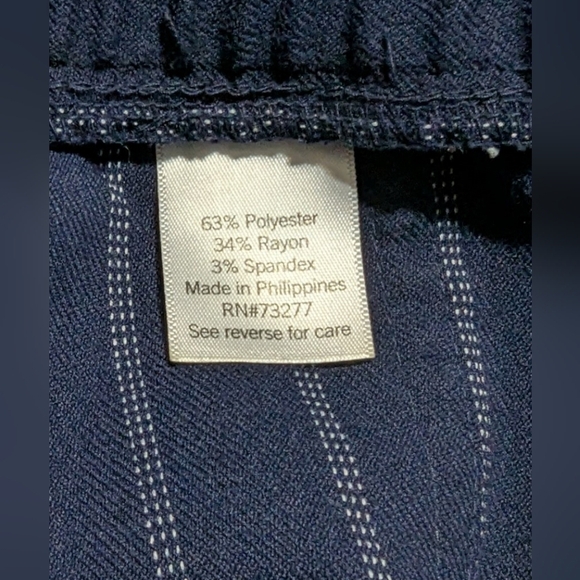 63% Polyester
34% Rayon
3% Spandex
Made in Philippines
RN#73277
See reverse for care